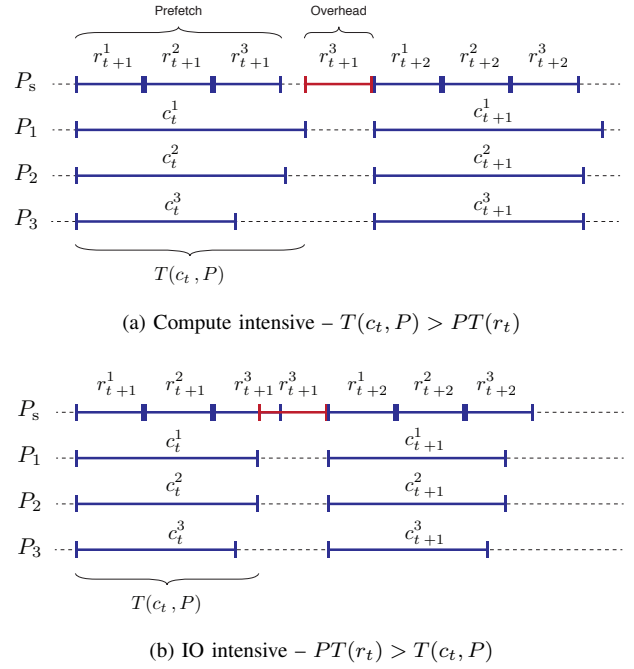 Prefetch Overhead
r^1_{t+1} r^2_{t+1} r^3_{t+1} r^3_{t+1} r^1_{t+2} r^2_{t+2} r^3_{t+2}
P_s
c^1_t c^1_{t+1}
P_1
c^2_t c^2_{t+1}
P_2
c^3_t c^3_{t+1}
P_3
T(c_t, P)
(a) Compute intensive – T(c_t, P) > PT(r_t)
r^1_{t+1} r^2_{t+1} r^3_{t+1} r^3_{t+1} r^1_{t+2} r^2_{t+2} r^3_{t+2}
P_s
c^1_t c^1_{t+1}
P_1
c^2_t c^2_{t+1}
P_2
c^3_t c^3_{t+1}
P_3
T(c_t, P)
(b) IO intensive – PT(r_t) > T(c_t, P)